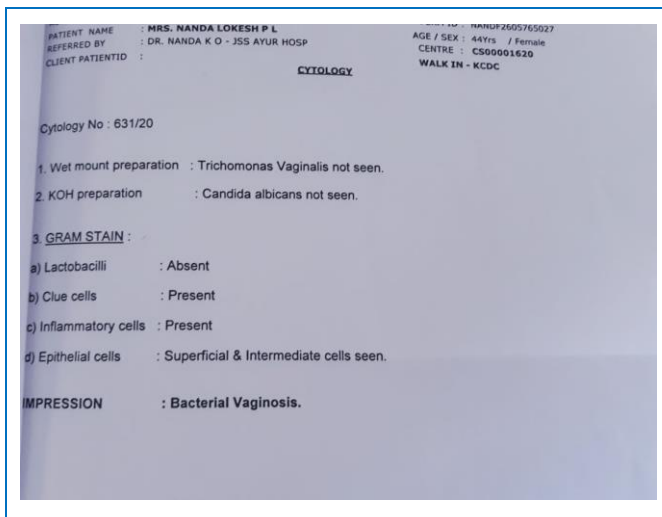 PATIENT NAME : MRS. NANDA LOKESH P L
REFERRED BY : DR. NANDA K O - JSS AYUR HOSP
CLIENT PATIENTID :
NANDF2605765027
AGE / SEX : 44Yrs / Female
CENTRE : CS00001620
WALK IN - KCDC
CYTOLOGY
Cytology No : 631/20
1. Wet mount preparation : Trichomonas Vaginalis not seen.
2. KOH preparation : Candida albicans not seen.
3. GRAM STAIN :
a) Lactobacilli : Absent
b) Clue cells : Present
c) Inflammatory cells : Present
d) Epithelial cells : Superficial & Intermediate cells seen.
IMPRESSION : Bacterial Vaginosis.